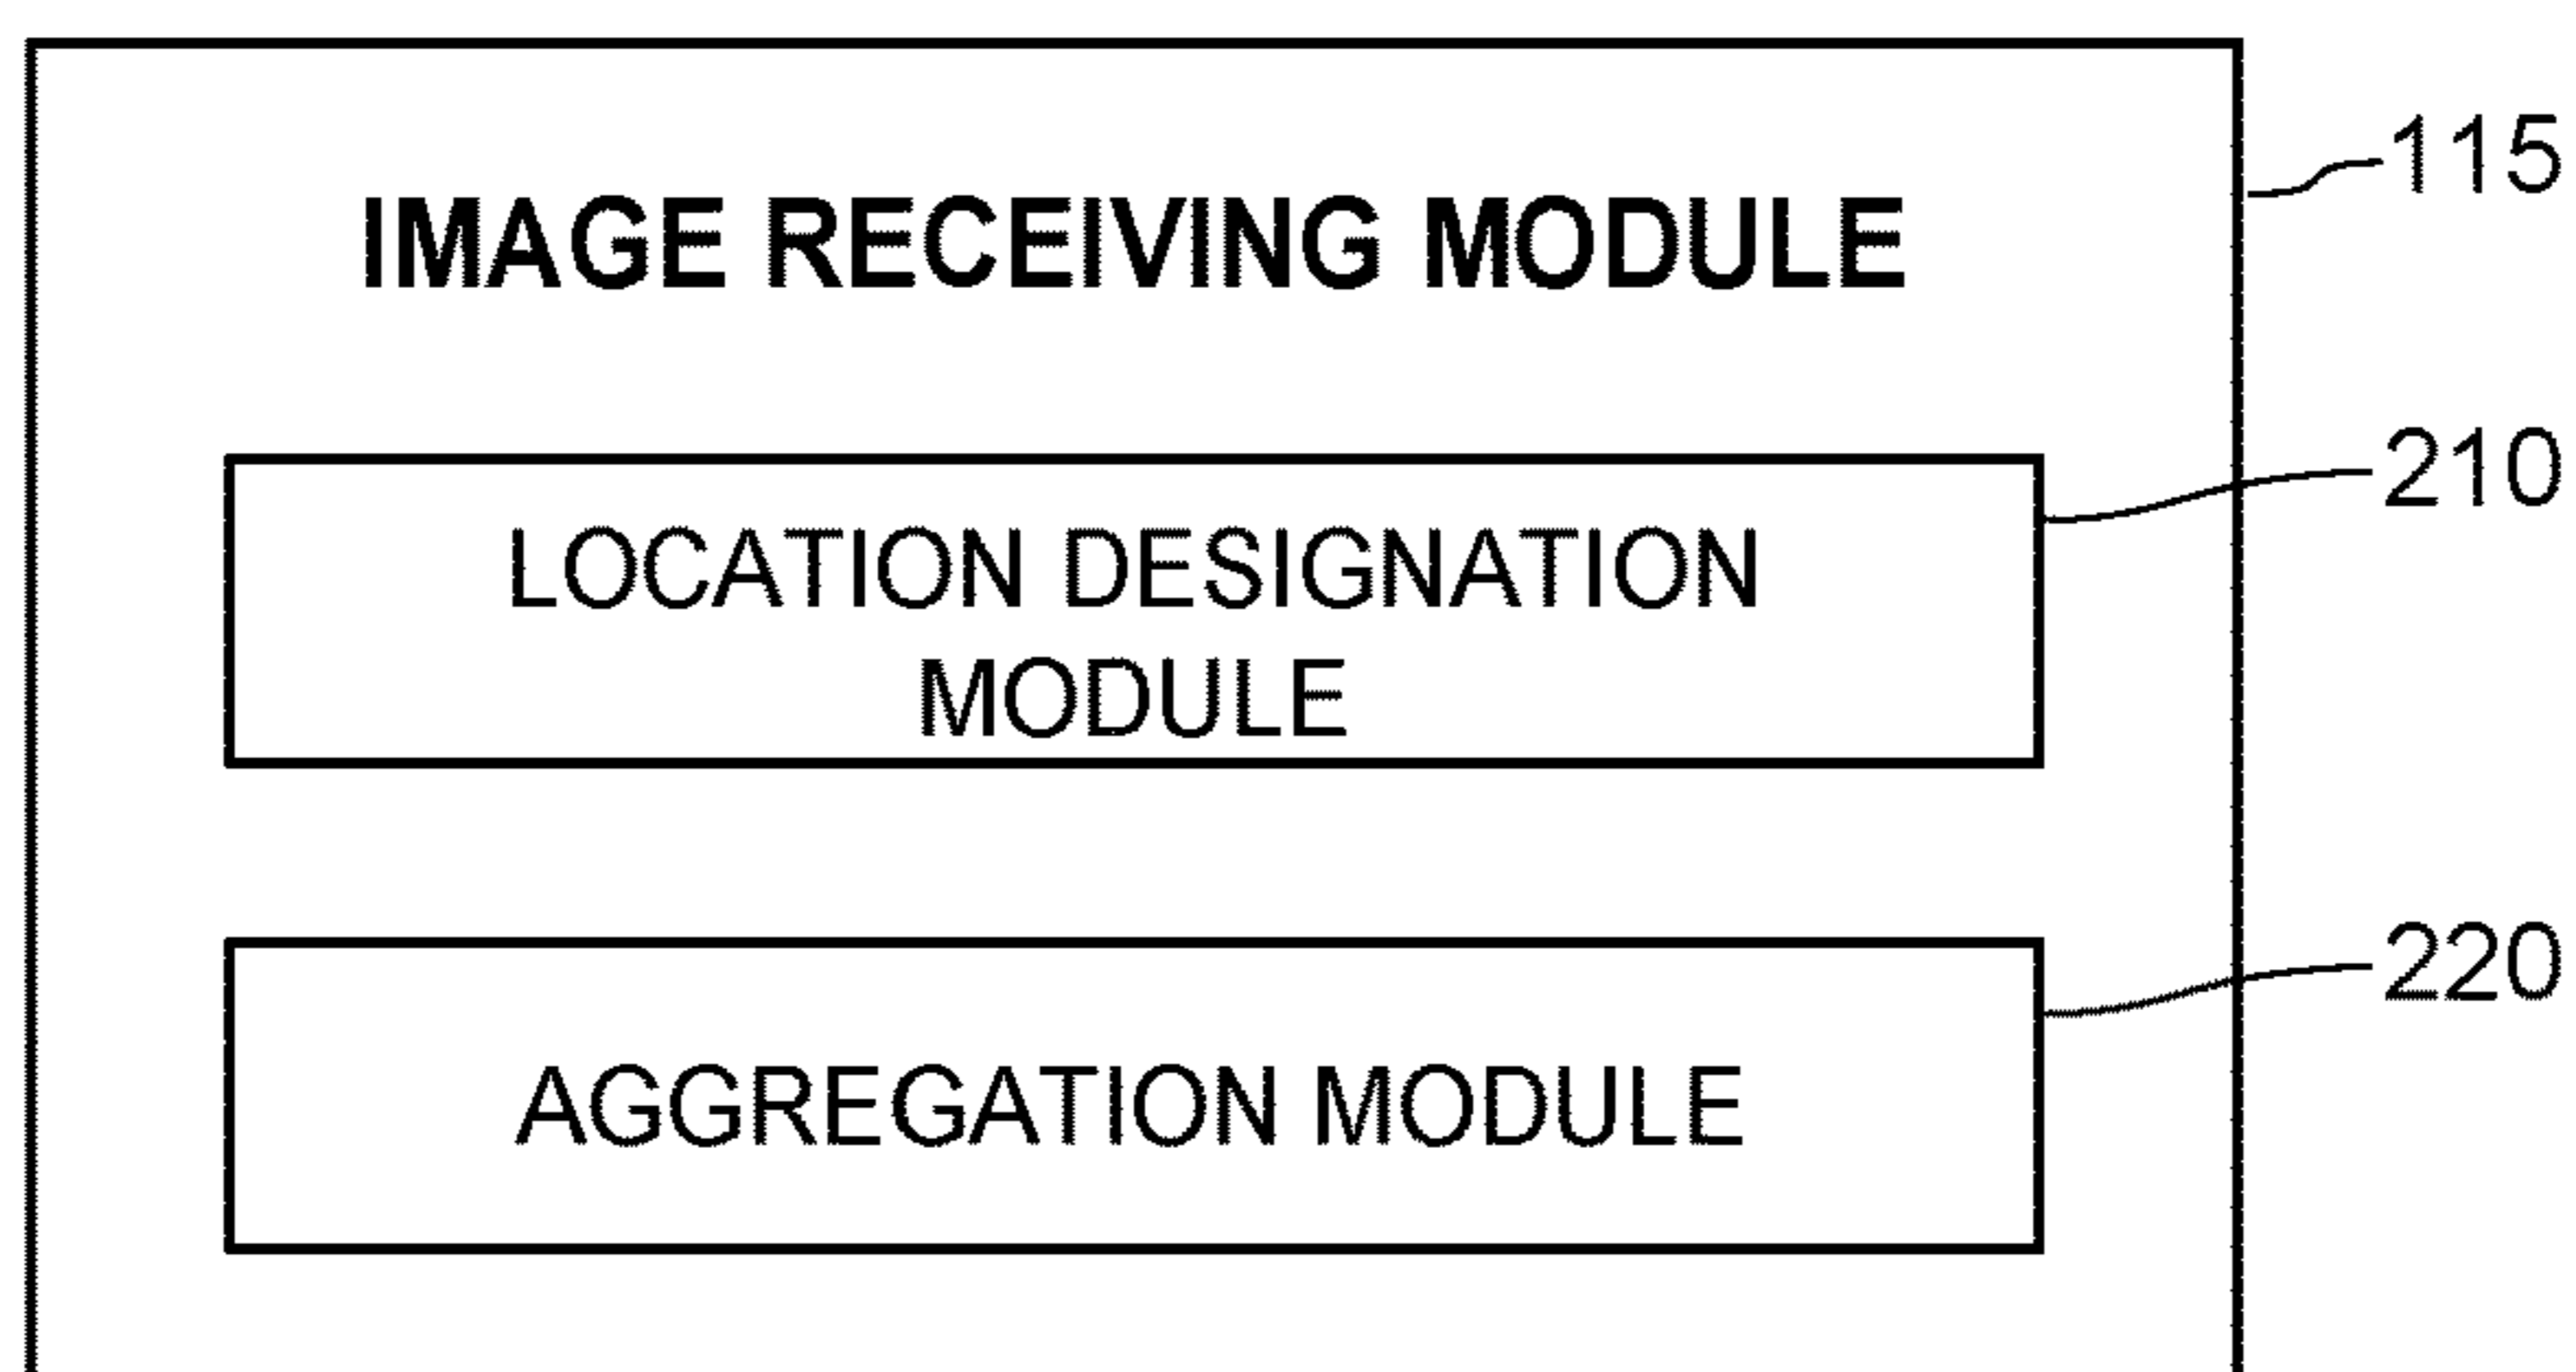 115
IMAGE RECEIVING MODULE
210
LOCATION DESIGNATION
MODULE
220
AGGREGATION MODULE